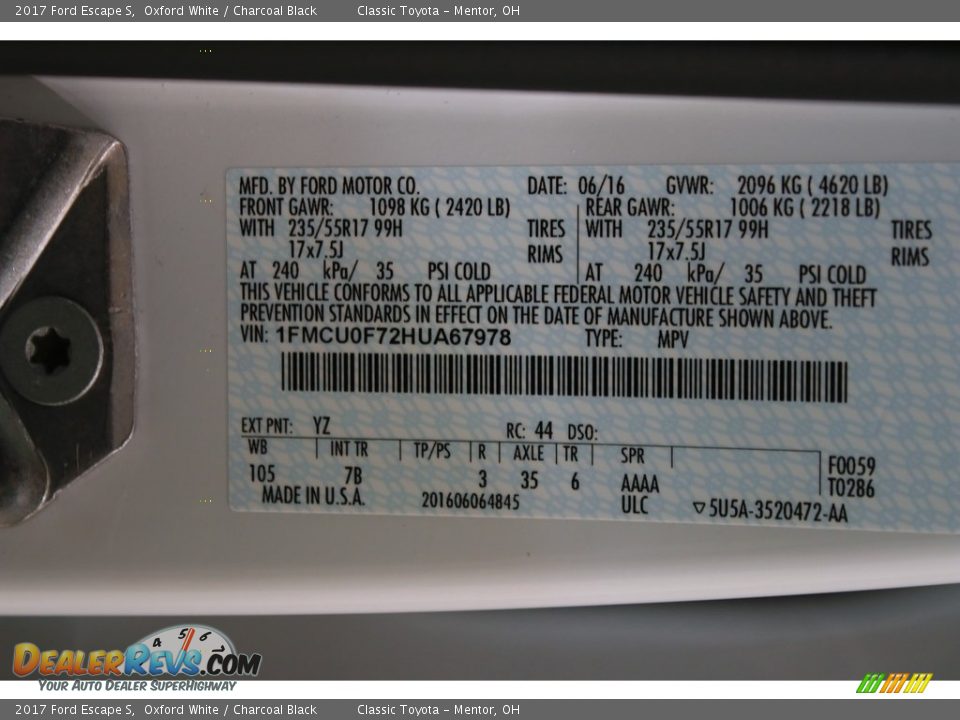 2017 Ford Escape S, Oxford White / Charcoal Black Classic Toyota - Mentor, OH
MFD. BY FORD MOTOR CO. DATE: 06/16 GVWR: 2096 KG ( 4620 LB)
FRONT GAWR: 1098 KG ( 2420 LB) REAR GAWR: 1006 KG ( 2218 LB)
WITH 235/55R17 99H TIRES WITH 235/55R17 99H TIRES
17x7.5J RIMS 17x7.5J RIMS
AT 240 kPa/ 35 PSI COLD AT 240 kPa/ 35 PSI COLD
THIS VEHICLE CONFORMS TO ALL APPLICABLE FEDERAL MOTOR VEHICLE SAFETY AND THEFT
PREVENTION STANDARDS IN EFFECT ON THE DATE OF MANUFACTURE SHOWN ABOVE.
VIN: 1FMCU0F72HUA67978 TYPE: MPV
EXT PNT: YZ RC: 44 DSO:
WB INT TR TP/PS R AXLE TR SPR
105 7B 3 35 6 AAAA F0059
MADE IN U.S.A. 201606064845 ULC T0286
▽5U5A-3520472-AA
4 5 6
DEALERREVS.COM
YOUR AUTO DEALER SUPERHIGHWAY
2017 Ford Escape S, Oxford White / Charcoal Black Classic Toyota - Mentor, OH